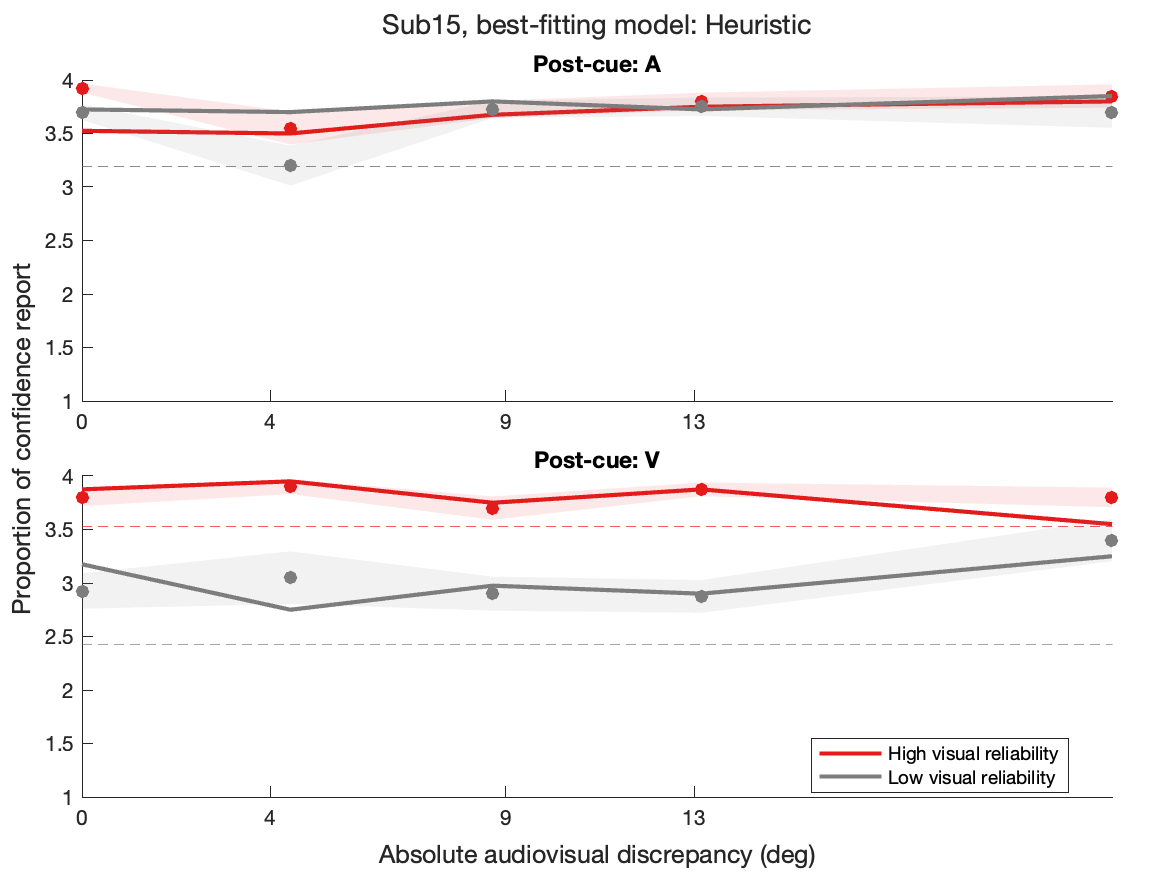 Sub15, best-fitting model: Heuristic
Post-cue: A
4
3.5
3
2.5
2
1.5
1
0 4 9 13
Proportion of confidence report
Post-cue: V
4
3.5
3
2.5
2
1.5
1
High visual reliability
Low visual reliability
0 4 9 13
Absolute audiovisual discrepancy (deg)